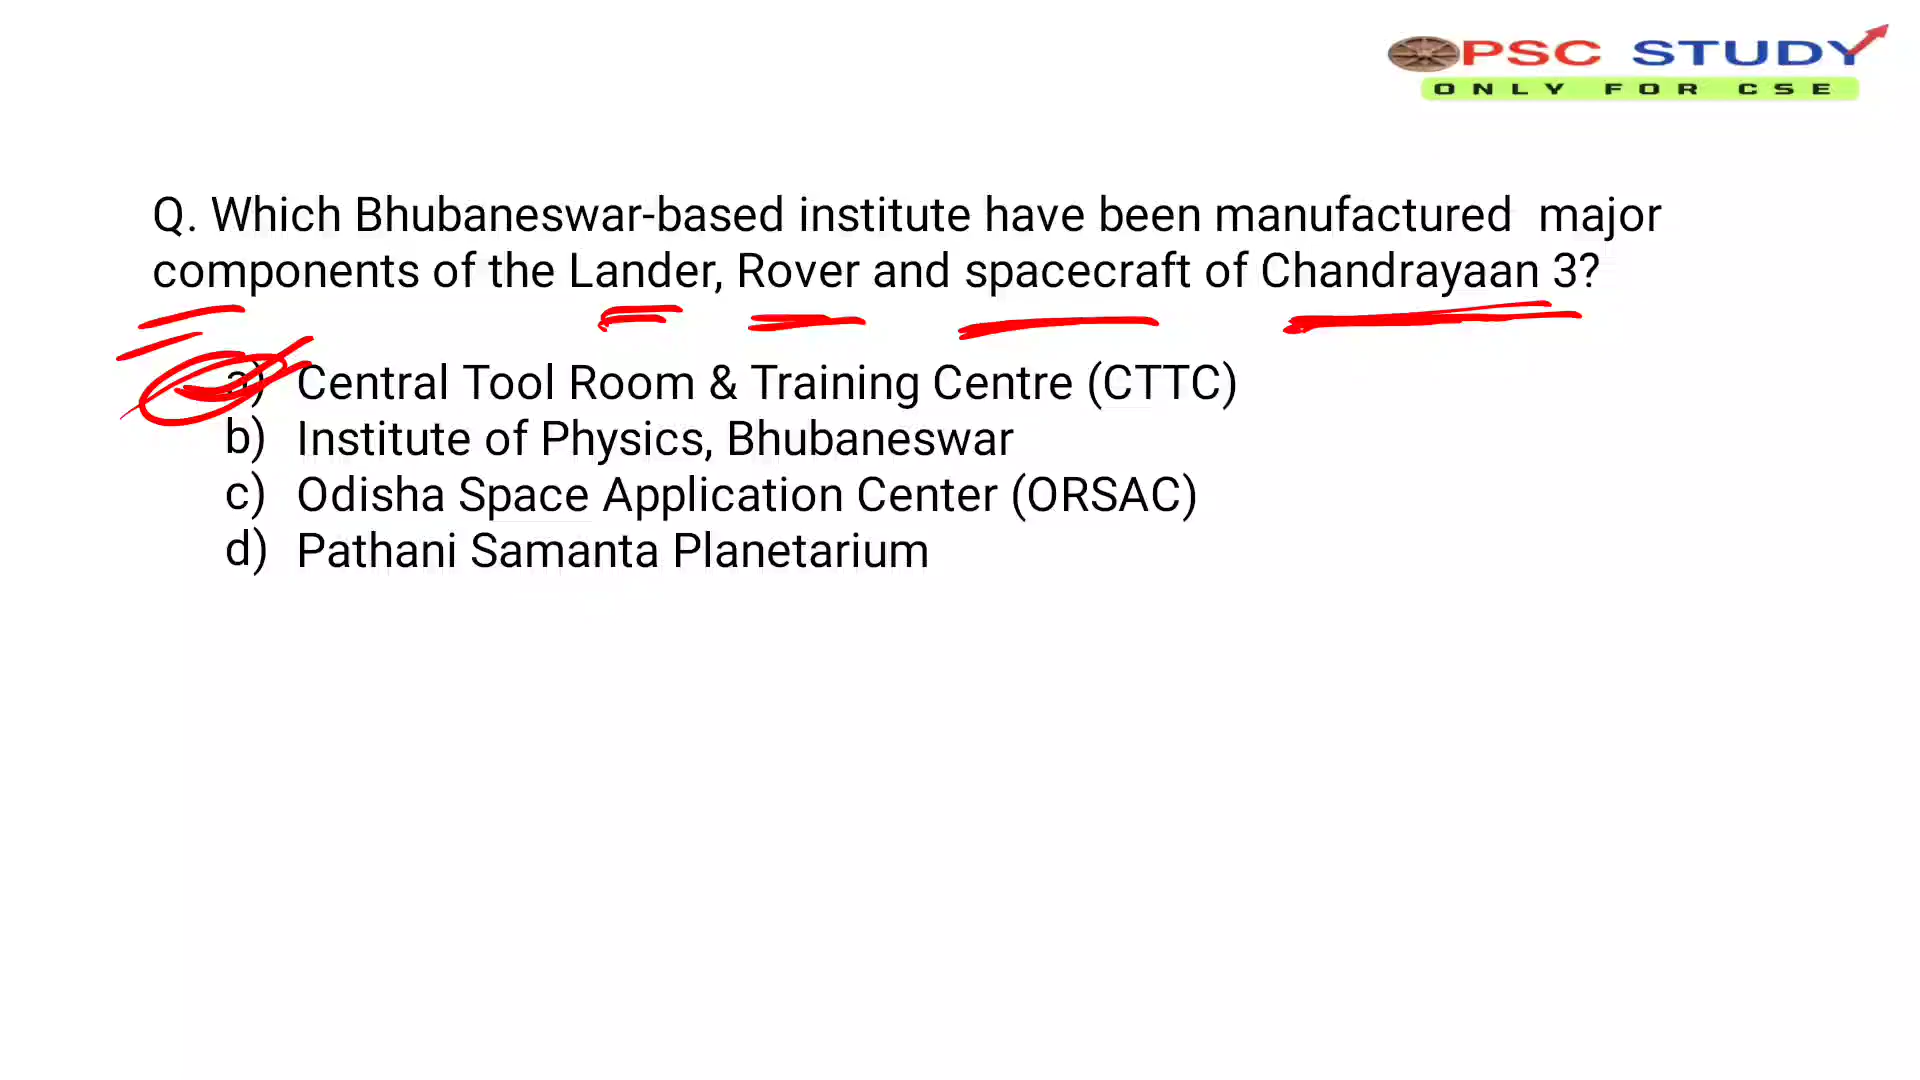 OPSC STUDY
ONLY FOR CSE
Q. Which Bhubaneswar-based institute have been manufactured major
components of the Lander, Rover and spacecraft of Chandrayaan 3?
a) Central Tool Room & Training Centre (CTTC)
b) Institute of Physics, Bhubaneswar
c) Odisha Space Application Center (ORSAC)
d) Pathani Samanta Planetarium